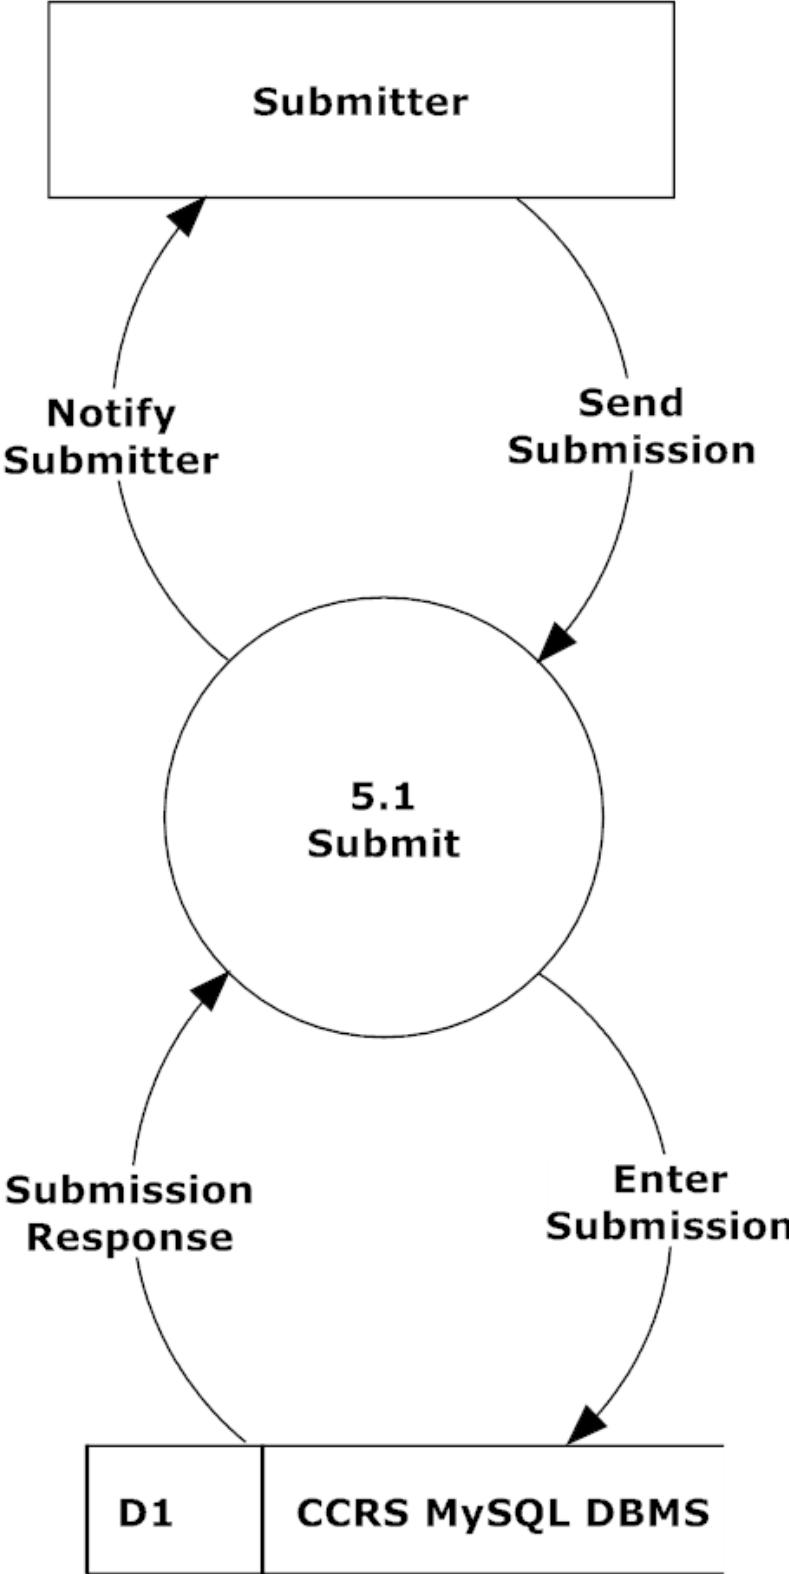 Submitter
Notify
Submitter
Send
Submission
5.1
Submit
Submission
Response
Enter
Submission
D1
CCRS MySQL DBMS